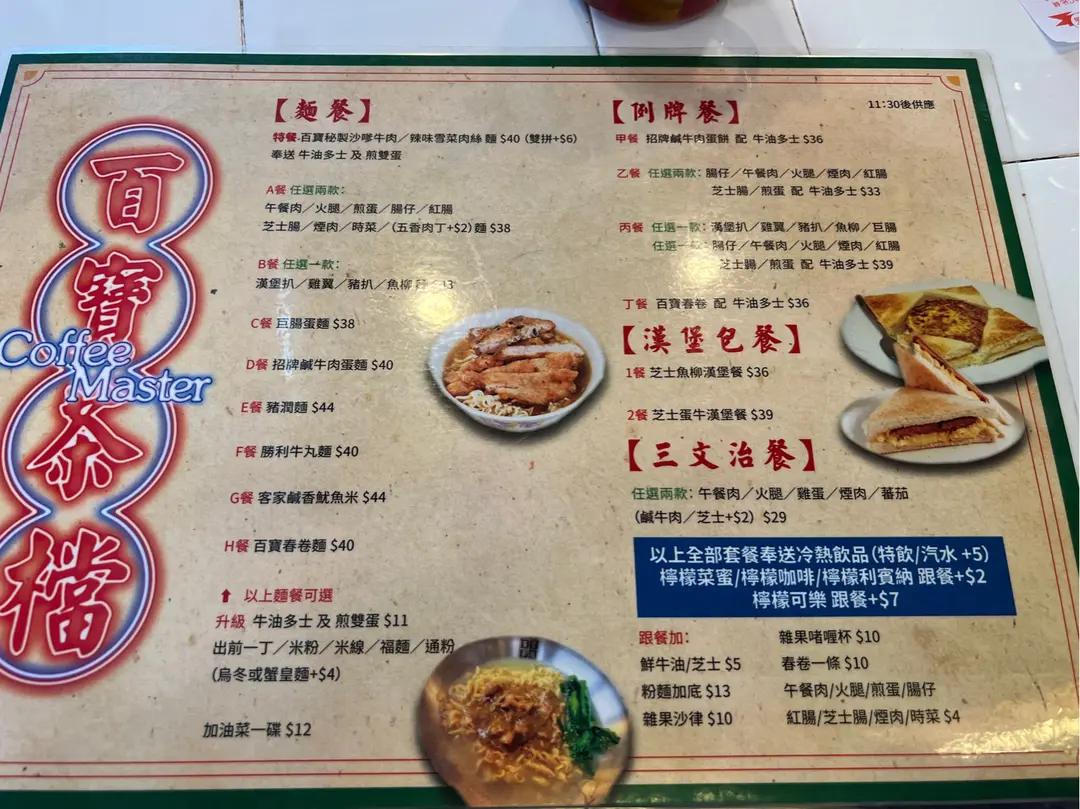 百寶茶檔
Coffee
Master
【麵餐】
特餐 百寶秘製沙嗲牛肉／辣味雪菜肉絲 麵 $40 (雙拼+$6)
奉送 牛油多士 及 煎雙蛋
A餐 任選兩款：
午餐肉／火腿／煎蛋／腸仔／紅腸
芝士腸／煙肉／時菜／（五香肉丁+$2）麵 $38
B餐 任選一款：
漢堡扒／雞翼／豬扒／魚柳
C餐 巨腸蛋麵 $38
D餐 招牌鹹牛肉蛋麵 $40
E餐 豬潤麵 $44
F餐 勝利牛丸麵 $40
G餐 客家鹹香魷魚米 $44
H餐 百寶春卷麵 $40
⬆ 以上麵餐可選
升級 牛油多士 及 煎雙蛋 $11
出前一丁／米粉／米線／福麵／通粉
（烏冬或蟹皇麵+$4）
加油菜一碟 $12
【例牌餐】
11:30後供應
甲餐 招牌鹹牛肉蛋餅 配 牛油多士 $36
乙餐 任選兩款：腸仔／午餐肉／火腿／煙肉／紅腸
芝士腸／煎蛋 配 牛油多士 $33
丙餐 任選一款：漢堡扒／雞翼／豬扒／魚柳／巨腸
任選一款：腸仔／午餐肉／火腿／煙肉／紅腸
芝士腸／煎蛋 配 牛油多士 $39
丁餐 百寶春卷 配 牛油多士 $36
【漢堡包餐】
1餐 芝士魚柳漢堡餐 $36
2餐 芝士蛋牛漢堡餐 $39
【三文治餐】
任選兩款：午餐肉／火腿／雞蛋／煙肉／蕃茄
（鹹牛肉／芝士+$2） $29
以上全部套餐奉送冷熱飲品（特飲/汽水 +5）
檸檬菜蜜/檸檬咖啡/檸檬利賓納 跟餐+$2
檸檬可樂 跟餐+$7
跟餐加：
鮮牛油/芝士 $5
粉麵加底 $13
雜果沙律 $10
雜果啫喱杯 $10
春卷一條 $10
午餐肉/火腿/煎蛋/腸仔
紅腸/芝士腸/煙肉/時菜 $4